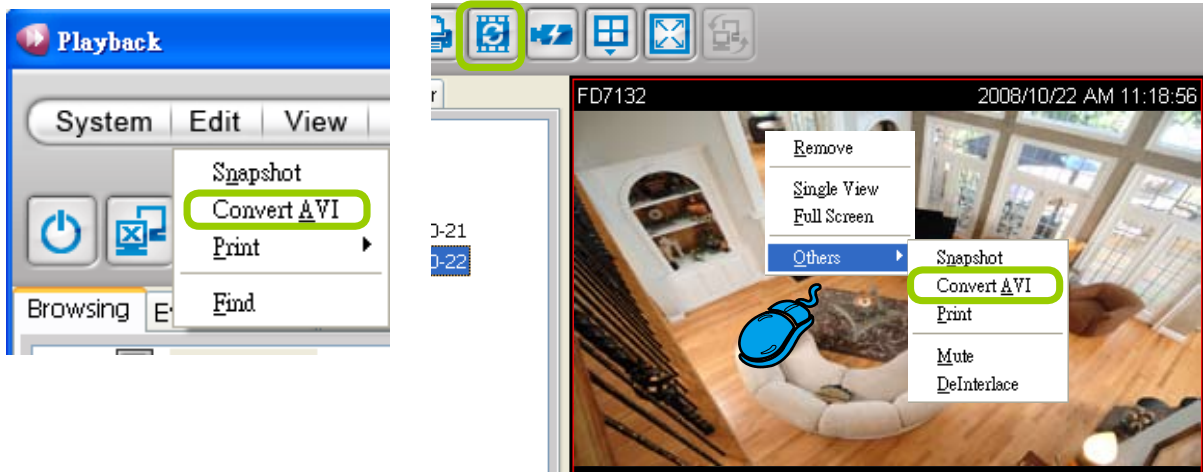 Playback
System Edit View
Snapshot
Convert AVI
Print
Find
Browsing
0-21
0-22
FD7132 2008/10/22 AM 11:18:56
Remove
Single View
Full Screen
Others
Snapshot
Convert AVI
Print
Mute
DeInterlace